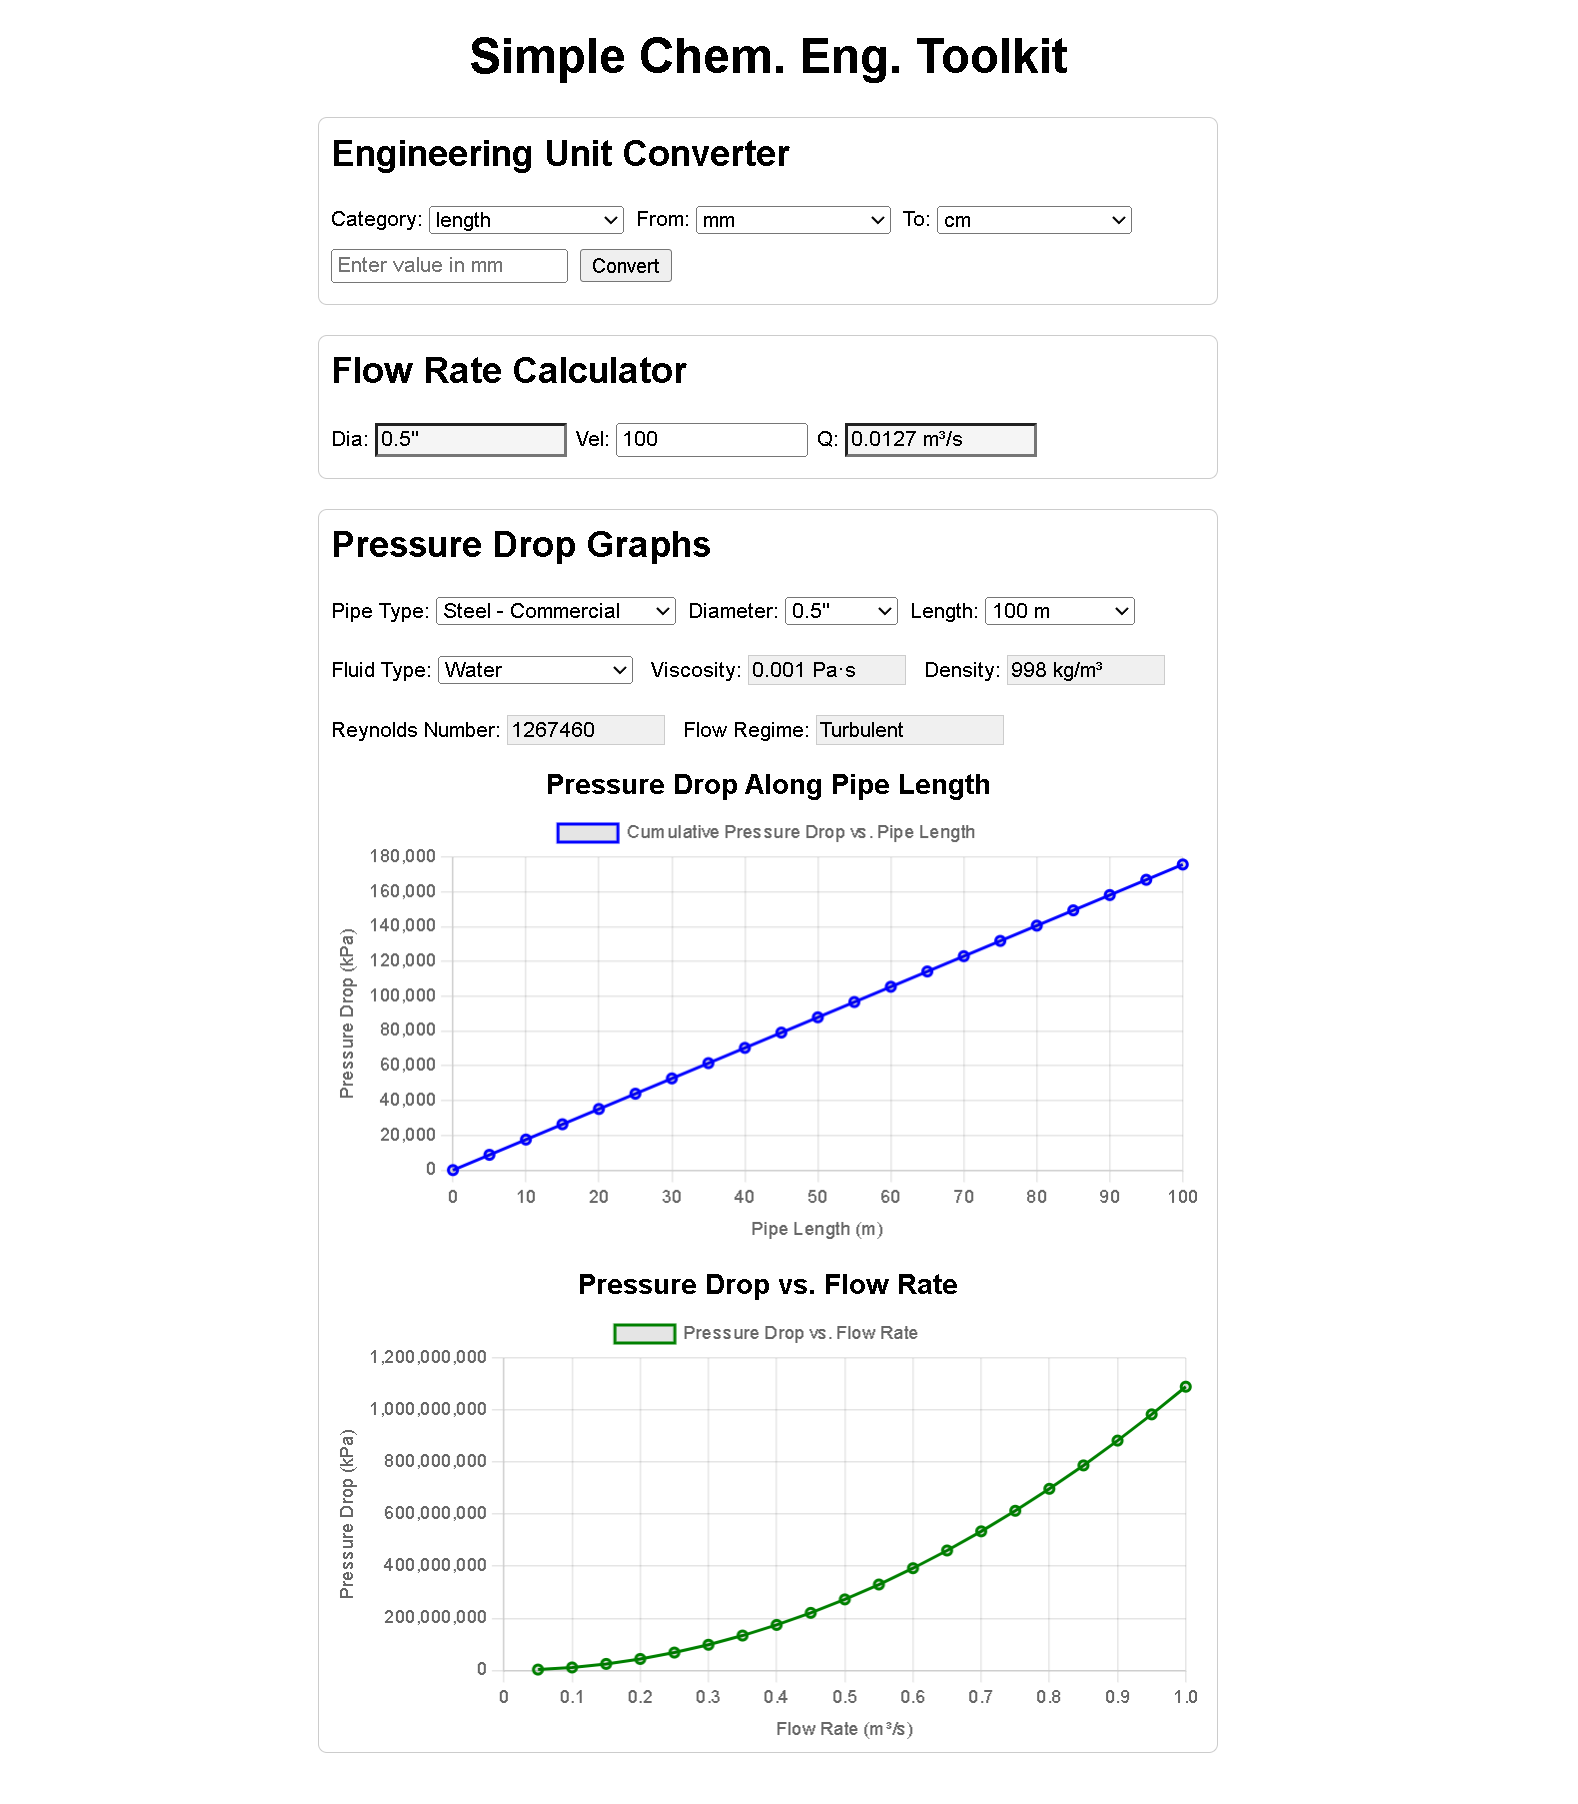 Simple Chem. Eng. Toolkit
Engineering Unit Converter
Category: length From: mm To: cm
Enter value in mm Convert
Flow Rate Calculator
Dia: 0.5" Vel: 100 Q: 0.0127 m³/s
Pressure Drop Graphs
Pipe Type: Steel - Commercial Diameter: 0.5" Length: 100 m
Fluid Type: Water Viscosity: 0.001 Pa·s Density: 998 kg/m³
Reynolds Number: 1267460 Flow Regime: Turbulent
Pressure Drop Along Pipe Length
Cumulative Pressure Drop vs. Pipe Length
Pressure Drop (kPa)
180,000
160,000
140,000
120,000
100,000
80,000
60,000
40,000
20,000
0
0 10 20 30 40 50 60 70 80 90 100
Pipe Length (m)
Pressure Drop vs. Flow Rate
Pressure Drop vs. Flow Rate
Pressure Drop (kPa)
1,200,000,000
1,000,000,000
800,000,000
600,000,000
400,000,000
200,000,000
0
0 0.1 0.2 0.3 0.4 0.5 0.6 0.7 0.8 0.9 1.0
Flow Rate (m³/s)